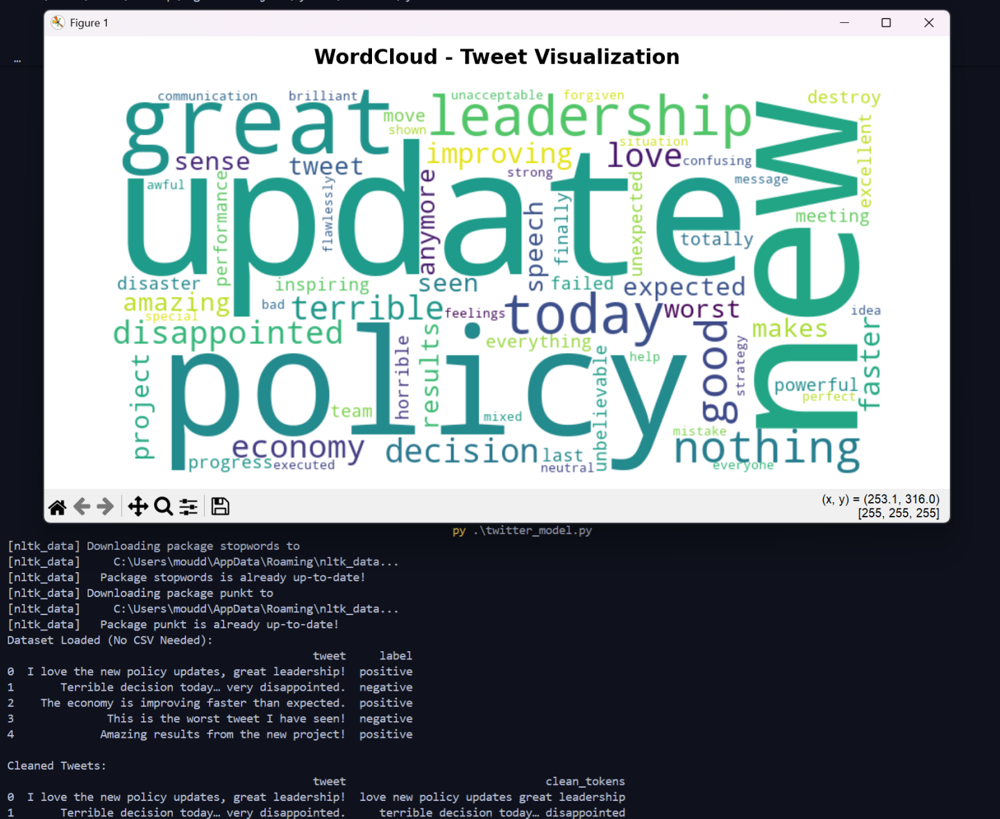 Figure 1
...
WordCloud - Tweet Visualization
communication brilliant unacceptable forgiven destroy
great move leadership new
shown situation excellent
sense tweet improving love confusing
awful strong message
update
performance flawlessly anymore speech finally unexpected meeting
totally
disaster inspiring seen failed expected
amazing bad terrible feelings today worst idea
special
disappointed everything good makes
policy
project horrible results unbelievable help strategy powerful faster
team mixed perfect
mistake
economy decision last nothing
progress executed neutral everyone
(x, y) = (253.1, 316.0)
[255, 255, 255]
py .\twitter_model.py
[nltk_data] Downloading package stopwords to
[nltk_data]     C:\Users\moudd\AppData\Roaming\nltk_data...
[nltk_data]   Package stopwords is already up-to-date!
[nltk_data] Downloading package punkt to
[nltk_data]     C:\Users\moudd\AppData\Roaming\nltk_data...
[nltk_data]   Package punkt is already up-to-date!
Dataset Loaded (No CSV Needed):
tweet     label
0  I love the new policy updates, great leadership!  positive
1       Terrible decision today… very disappointed.  negative
2    The economy is improving faster than expected.  positive
3              This is the worst tweet I have seen!  negative
4             Amazing results from the new project!  positive
Cleaned Tweets:
tweet     clean_tokens
0  I love the new policy updates, great leadership!  love new policy updates great leadership
1       Terrible decision today… very disappointed.     terrible decision today… disappointed